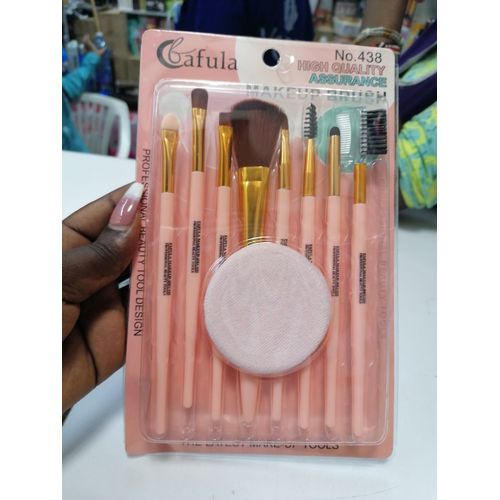 Cafula
No.438
HIGH QUALITY
ASSURANCE
MAKEUP BRUSH
PROFESSIONAL BEAUTY TOOL DESIGN
THE LATEST MAKE-UP TOOLS